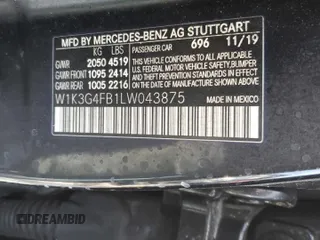 MFD BY MERCEDES-BENZ AG STUTTGART
KG LBS PASSENGER CAR 696 11/19
GVWR 2050 4519
GAWR FRONT 1095 2414
GAWR REAR 1005 2216
THIS VEHICLE CONFORMS TO ALL APPLICABLE
U.S. FEDERAL MOTOR VEHICLE SAFETY, BUMPER
AND THEFT PREVENTION STANDARDS IN
EFFECT ON THE DATE OF MANUFACTURE
SHOWN ABOVE.
W1K3G4FB1LW043875
MADE IN MEXICO
DREAMBID